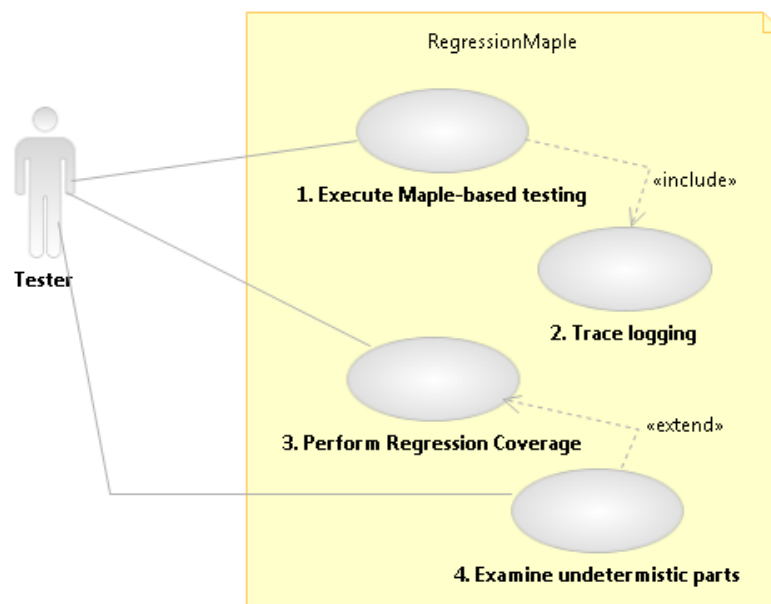 RegressionMaple
1. Execute Maple-based testing
«include»
Tester
2. Trace logging
«extend»
3. Perform Regression Coverage
4. Examine undetermistic parts